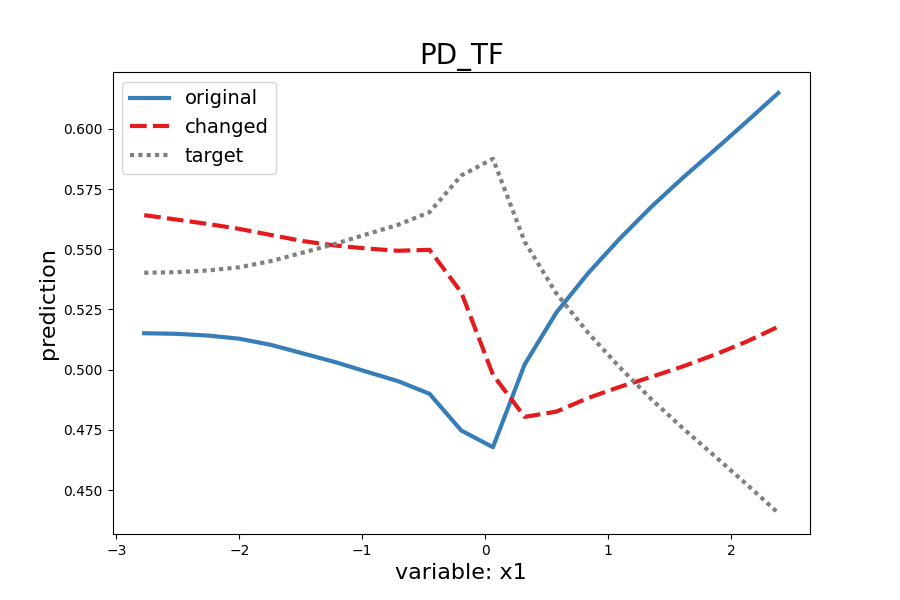 PD_TF
original
changed
target
prediction
0.600
0.575
0.550
0.525
0.500
0.475
0.450
−3
−2
−1
0
1
2
variable: x1